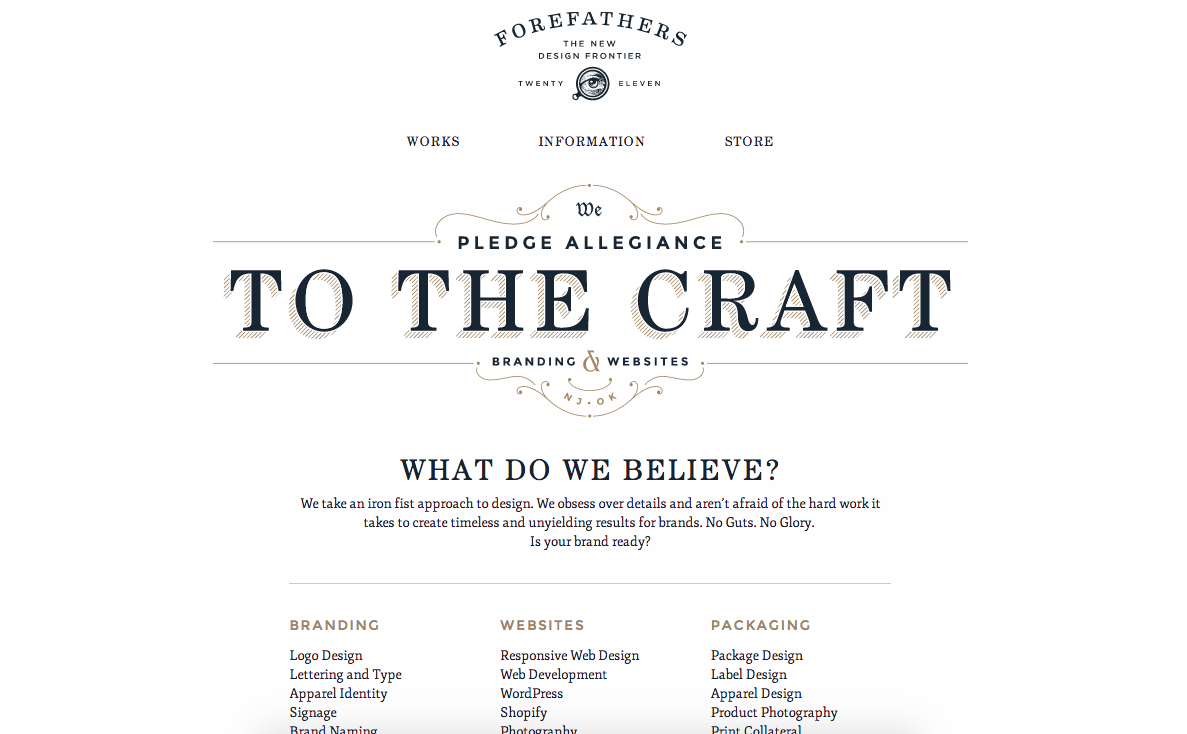 FOREFATHERS
THE NEW
DESIGN FRONTIER
TWENTY ELEVEN
WORKS INFORMATION STORE
We
PLEDGE ALLEGIANCE
TO THE CRAFT
BRANDING & WEBSITES
NJ • OK
WHAT DO WE BELIEVE?
We take an iron fist approach to design. We obsess over details and aren't afraid of the hard work it
takes to create timeless and unyielding results for brands. No Guts. No Glory.
Is your brand ready?
BRANDING WEBSITES PACKAGING
Logo Design Responsive Web Design Package Design
Lettering and Type Web Development Label Design
Apparel Identity WordPress Apparel Design
Signage Shopify Product Photography
Brand Naming Photography Print Collateral